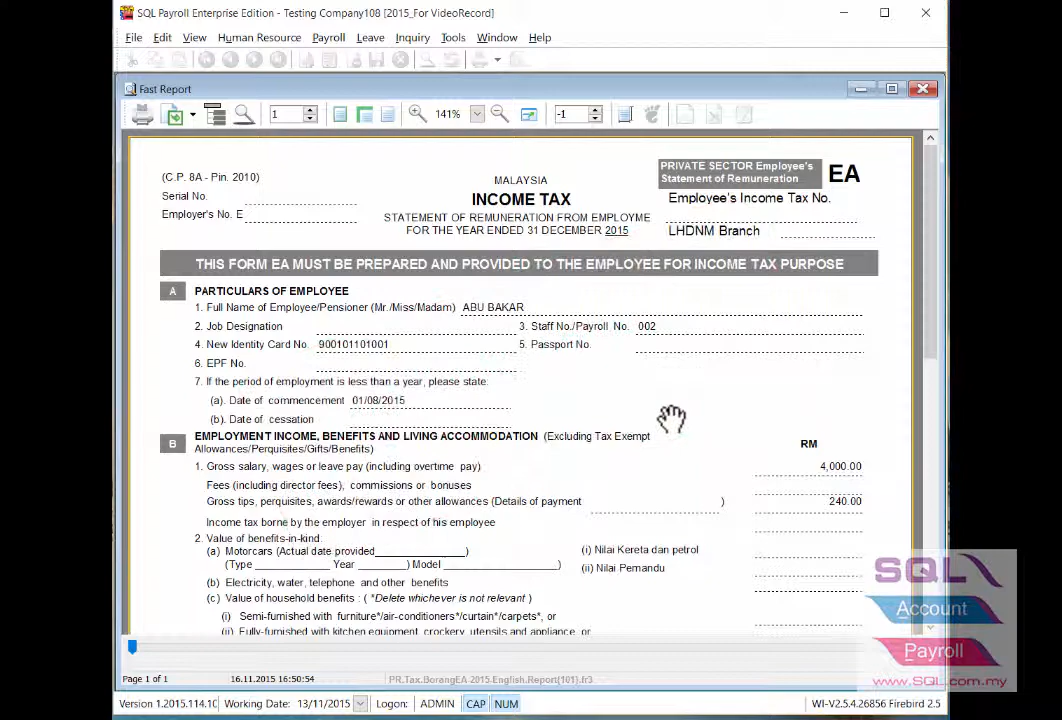 SQL Payroll Enterprise Edition - Testing Company108 [2015_For VideoRecord]
File Edit View Human Resource Payroll Leave Inquiry Tools Window Help
Fast Report
1 141% -1
(C.P. 8A - Pin. 2010)
Serial No.
Employer's No. E
MALAYSIA
INCOME TAX
STATEMENT OF REMUNERATION FROM EMPLOYME
FOR THE YEAR ENDED 31 DECEMBER 2015
PRIVATE SECTOR Employee's
Statement of Remuneration
EA
Employee's Income Tax No.
LHDNM Branch
THIS FORM EA MUST BE PREPARED AND PROVIDED TO THE EMPLOYEE FOR INCOME TAX PURPOSE
A PARTICULARS OF EMPLOYEE
1. Full Name of Employee/Pensioner (Mr./Miss/Madam) ABU BAKAR
2. Job Designation 3. Staff No./Payroll No. 002
4. New Identity Card No. 900101101001 5. Passport No.
6. EPF No.
7. If the period of employment is less than a year, please state:
(a). Date of commencement 01/08/2015
(b). Date of cessation
B EMPLOYMENT INCOME, BENEFITS AND LIVING ACCOMMODATION (Excluding Tax Exempt
Allowances/Perquisites/Gifts/Benefits)
RM
1. Gross salary, wages or leave pay (including overtime pay) 4,000.00
Fees (including director fees), commissions or bonuses
Gross tips, perquisites, awards/rewards or other allowances (Details of payment ) 240.00
Income tax borne by the employer in respect of his employee
2. Value of benefits-in-kind:
(a) Motorcars (Actual date provided__________________) (i) Nilai Kereta dan petrol
(Type _____________ Year _________) Model ________________) (ii) Nilai Pemandu
(b) Electricity, water, telephone and other benefits
(c) Value of household benefits : ( *Delete whichever is not relevant )
(i) Semi-furnished with furniture*/air-conditioners*/curtain*/carpets*, or
(ii) Fully-furnished with kitchen equipment, crockery, utensils and appliance, or
SQL
Account
Payroll
www.SQL.com.my
Page 1 of 1 16.11.2015 16:50:54 PR.Tax.BorangEA 2015.English.Report(101).fr3
Version 1.2015.114.10 Working Date: 13/11/2015 Logon: ADMIN CAP NUM WI-V2.5.4.26856 Firebird 2.5